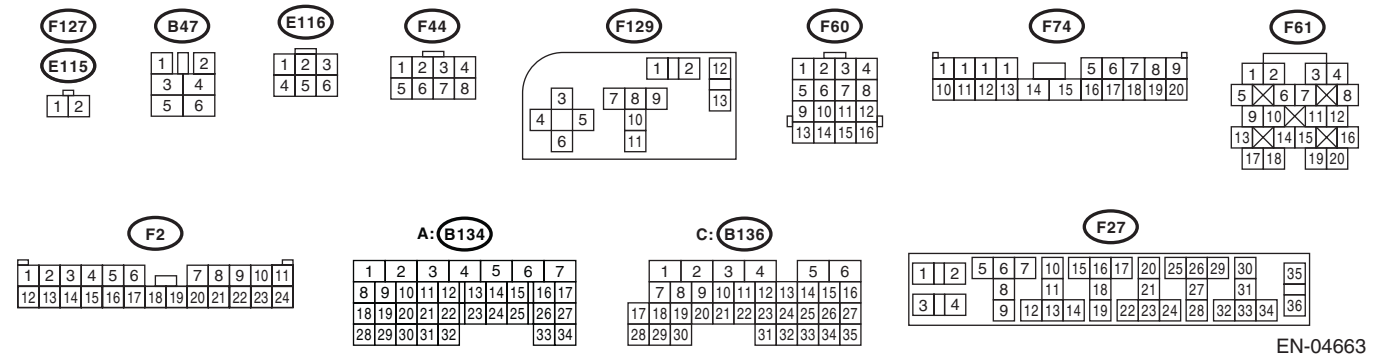 F127 B47 E116 F44 F129 F60 F74 F61
E115
1 2
1 2
3 4
5 6
1 2 3
4 5 6
1 2 3 4
5 6 7 8
1 2 12
3 7 8 9 13
4 5 10
6 11
1 2 3 4
5 6 7 8
9 10 11 12
13 14 15 16
1 1 1 1 5 6 7 8 9
10 11 12 13 14 15 16 17 18 19 20
1 2 3 4
5 6 7 8
9 10 11 12
13 14 15 16
17 18 19 20
F2 A: B134 C: B136 F27
1 2 3 4 5 6 7 8 9 10 11
12 13 14 15 16 17 18 19 20 21 22 23 24
1 2 3 4 5 6 7
8 9 10 11 12 13 14 15 16 17
18 19 20 21 22 23 24 25 26 27
28 29 30 31 32 33 34
1 2 3 4 5 6
7 8 9 10 11 12 13 14 15 16
17 18 19 20 21 22 23 24 25 26 27
28 29 30 31 32 33 34 35
1 2 5 6 7 10 15 16 17 20 25 26 29 30 35
8 11 18 21 27 31
3 4 9 12 13 14 19 22 23 24 28 32 33 34 36
EN-04663